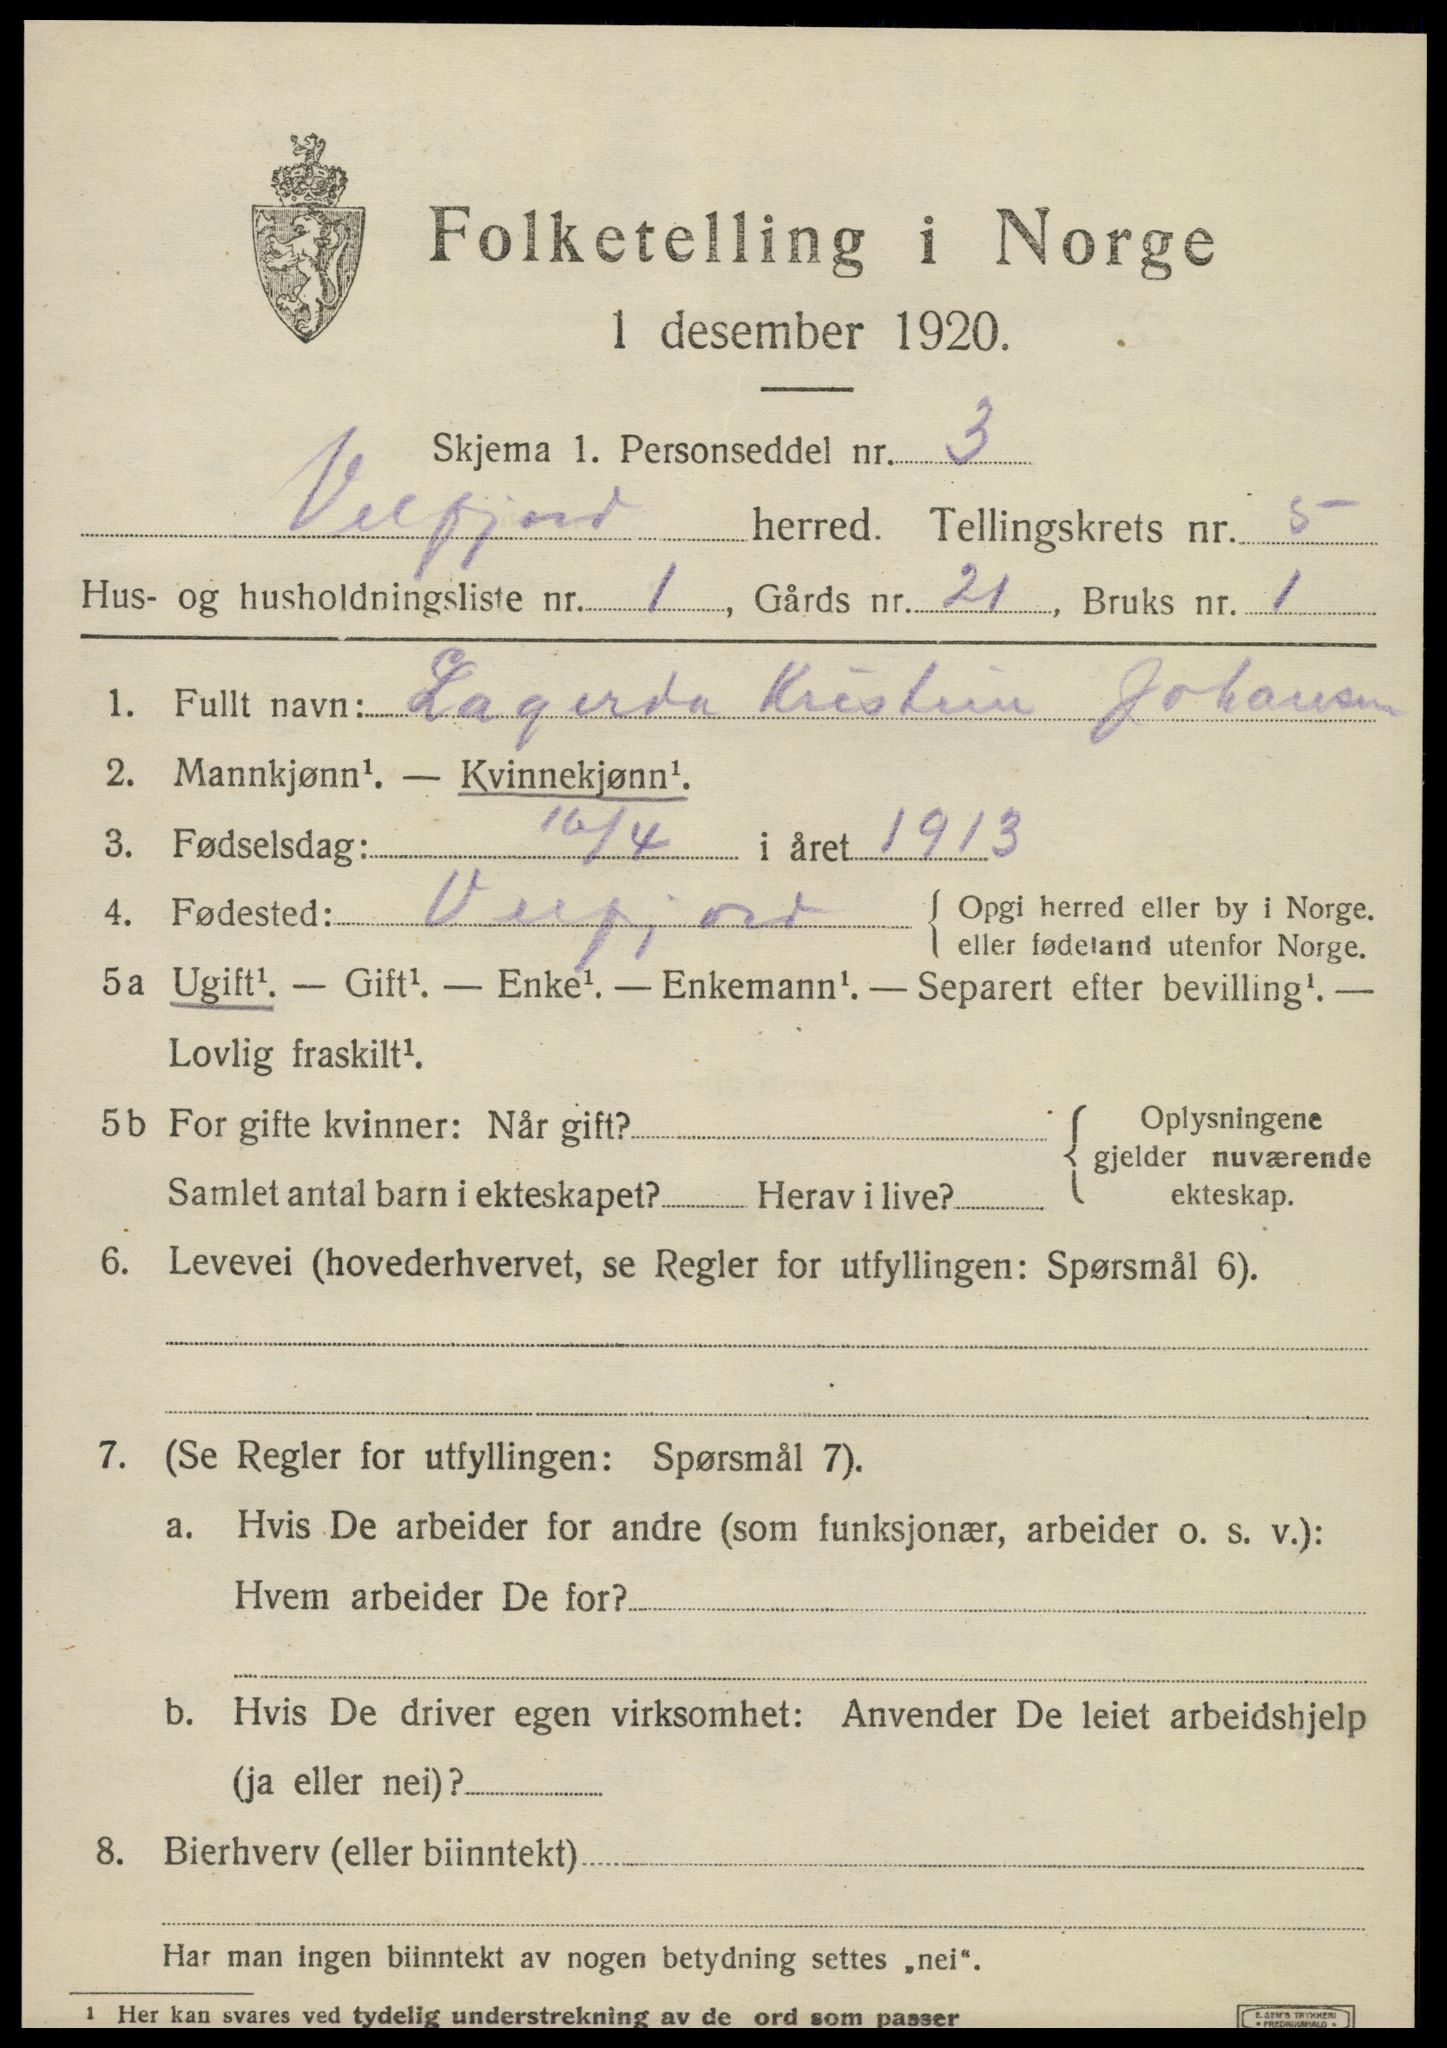 Folketelling i Norge
1 desember 1920.
Skjema 1. Personseddel nr. 3
Velfjord herred. Tellingskrets nr. 5
Hus- og husholdningsliste nr. 1, Gårds nr. 21, Bruks nr. 1
1. Fullt navn: Lagerda Kristine Johansen
2. Mannkjønn¹. — Kvinnekjønn¹.
3. Fødselsdag: 16/4 i året 1913
4. Fødested: Velfjord { Opgi herred eller by i Norge.
eller fødeland utenfor Norge.
5a Ugift¹. — Gift¹. — Enke¹. — Enkemann¹. — Separert efter bevilling¹. —
Lovlig fraskilt¹.
5b For gifte kvinner: Når gift? { Oplysningene
gjelder nuværende
Samlet antal barn i ekteskapet? Herav i live? ekteskap.
6. Levevei (hovederhvervet, se Regler for utfyllingen: Spørsmål 6).
7. (Se Regler for utfyllingen: Spørsmål 7).
a. Hvis De arbeider for andre (som funksjonær, arbeider o. s. v.):
Hvem arbeider De for?
b. Hvis De driver egen virksomhet: Anvender De leiet arbeidshjelp
(ja eller nei)?
8. Bierhverv (eller biinntekt)
Har man ingen biinntekt av nogen betydning settes „nei“.
1 Her kan svares ved tydelig understrekning av de ord som passer
E. SEM'S TRYKKERI
* FREDRIKSHALD *